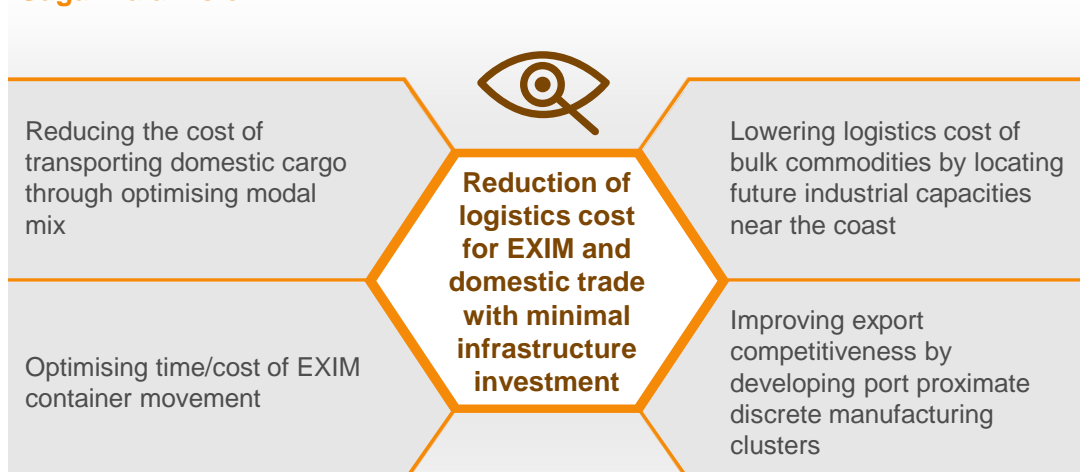 Reducing the cost of
transporting domestic cargo
through optimising modal
mix
Optimising time/cost of EXIM
container movement
Reduction of
logistics cost
for EXIM and
domestic trade
with minimal
infrastructure
investment
Lowering logistics cost of
bulk commodities by locating
future industrial capacities
near the coast
Improving export
competitiveness by
developing port proximate
discrete manufacturing
clusters